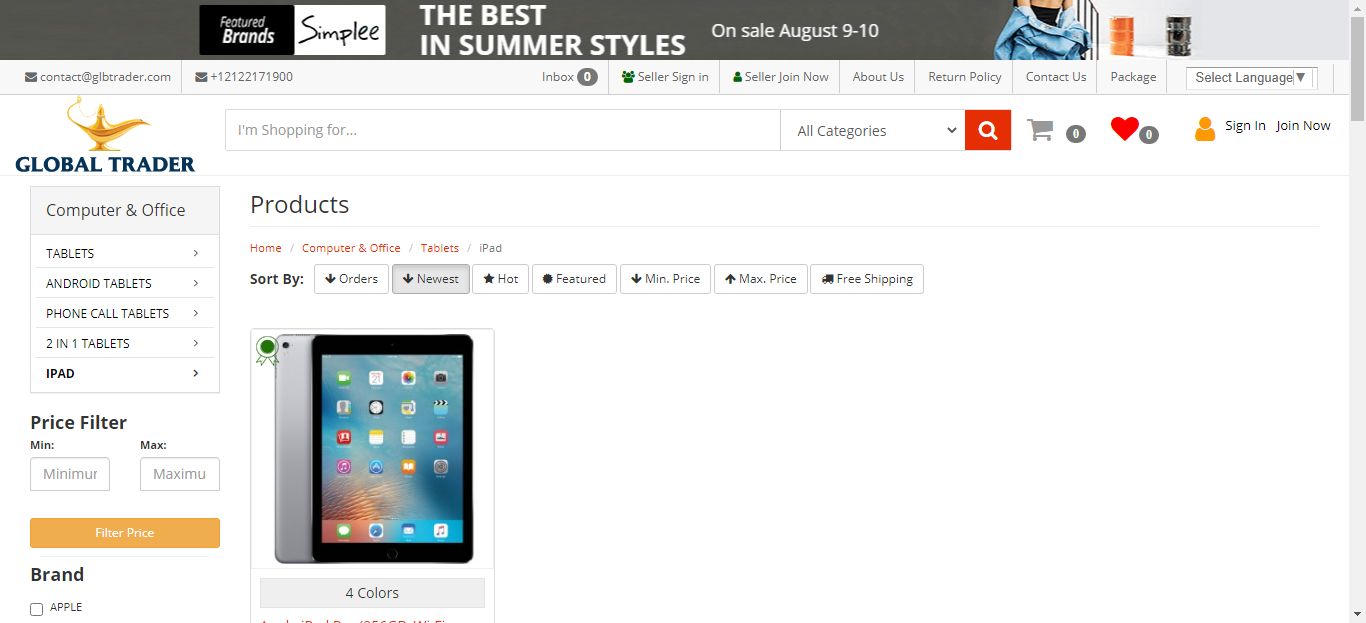 Featured
Brands
Simplee
THE BEST
IN SUMMER STYLES
On sale August 9-10
contact@glbtrader.com
+12122171900
Inbox 0
Seller Sign in
Seller Join Now
About Us
Return Policy
Contact Us
Package
Select Language▼
GLOBAL TRADER
I'm Shopping for...
All Categories
0
0
Sign In
Join Now
Computer & Office
TABLETS
ANDROID TABLETS
PHONE CALL TABLETS
2 IN 1 TABLETS
IPAD
Price Filter
Min:
Max:
Minimur
Maximu
Filter Price
Brand
APPLE
Products
Home / Computer & Office / Tablets / iPad
Sort By:
Orders
Newest
Hot
Featured
Min. Price
Max. Price
Free Shipping
4 Colors